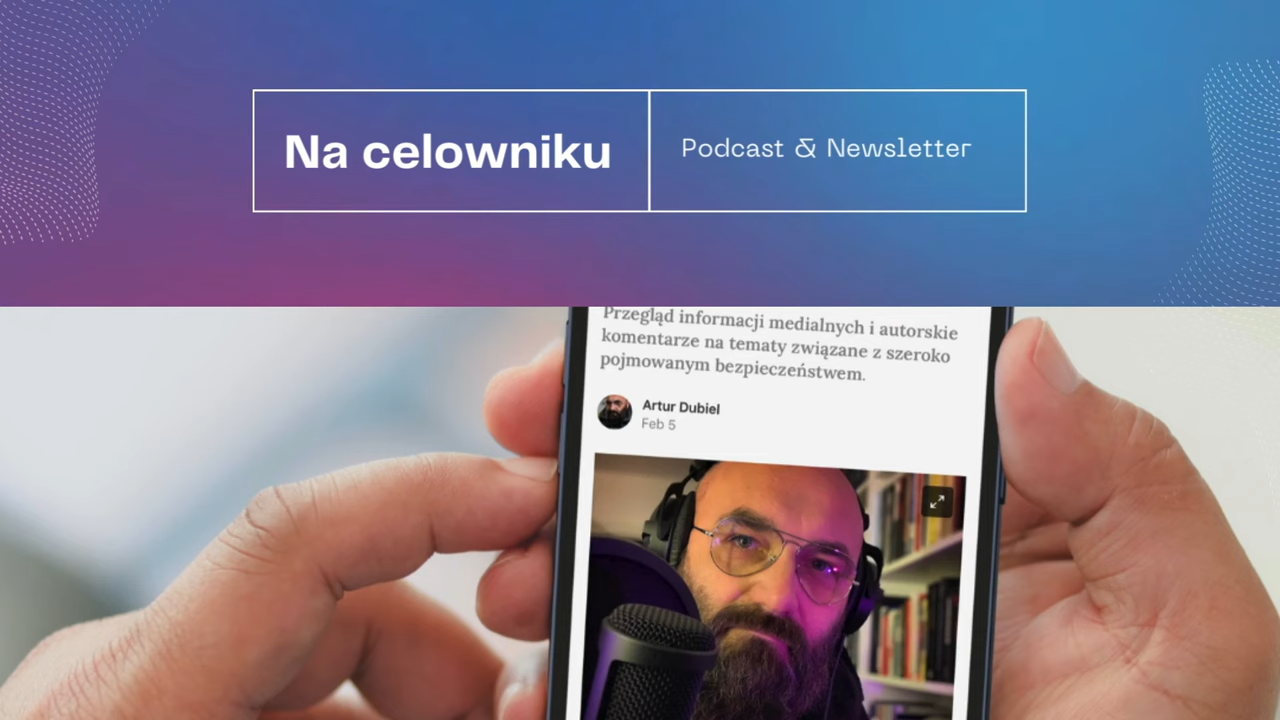 Na celowniku
Podcast & Newsletter
Przegląd informacji medialnych i autorskie
komentarze na tematy związane z szeroko
pojmowanym bezpieczeństwem.
Artur Dubiel
Feb 5